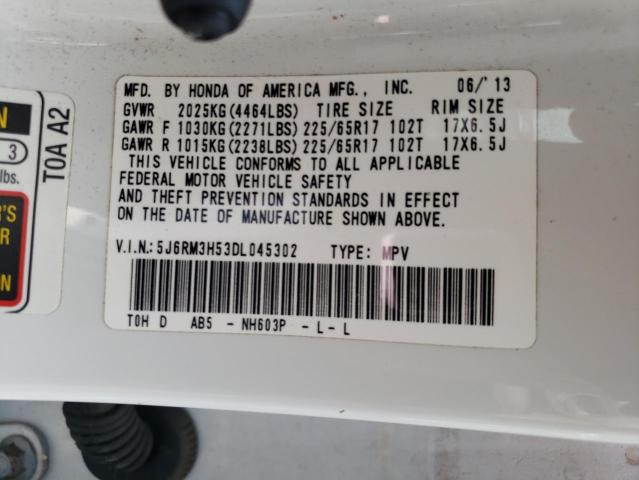 MFD. BY HONDA OF AMERICA MFG., INC. 06/'13
GVWR 2025KG(4464LBS) TIRE SIZE RIM SIZE
GAWR F 1030KG(2271LBS) 225/65R17 102T 17X6.5J
GAWR R 1015KG(2238LBS) 225/65R17 102T 17X6.5J
THIS VEHICLE CONFORMS TO ALL APPLICABLE
FEDERAL MOTOR VEHICLE SAFETY
AND THEFT PREVENTION STANDARDS IN EFFECT
ON THE DATE OF MANUFACTURE SHOWN ABOVE.
V.I.N.: 5J6RM3H53DL045302 TYPE: MPV
TOH D AB5 - NH603P - L - L
TOA A2
N
3
lbs.
R'S
R
ON